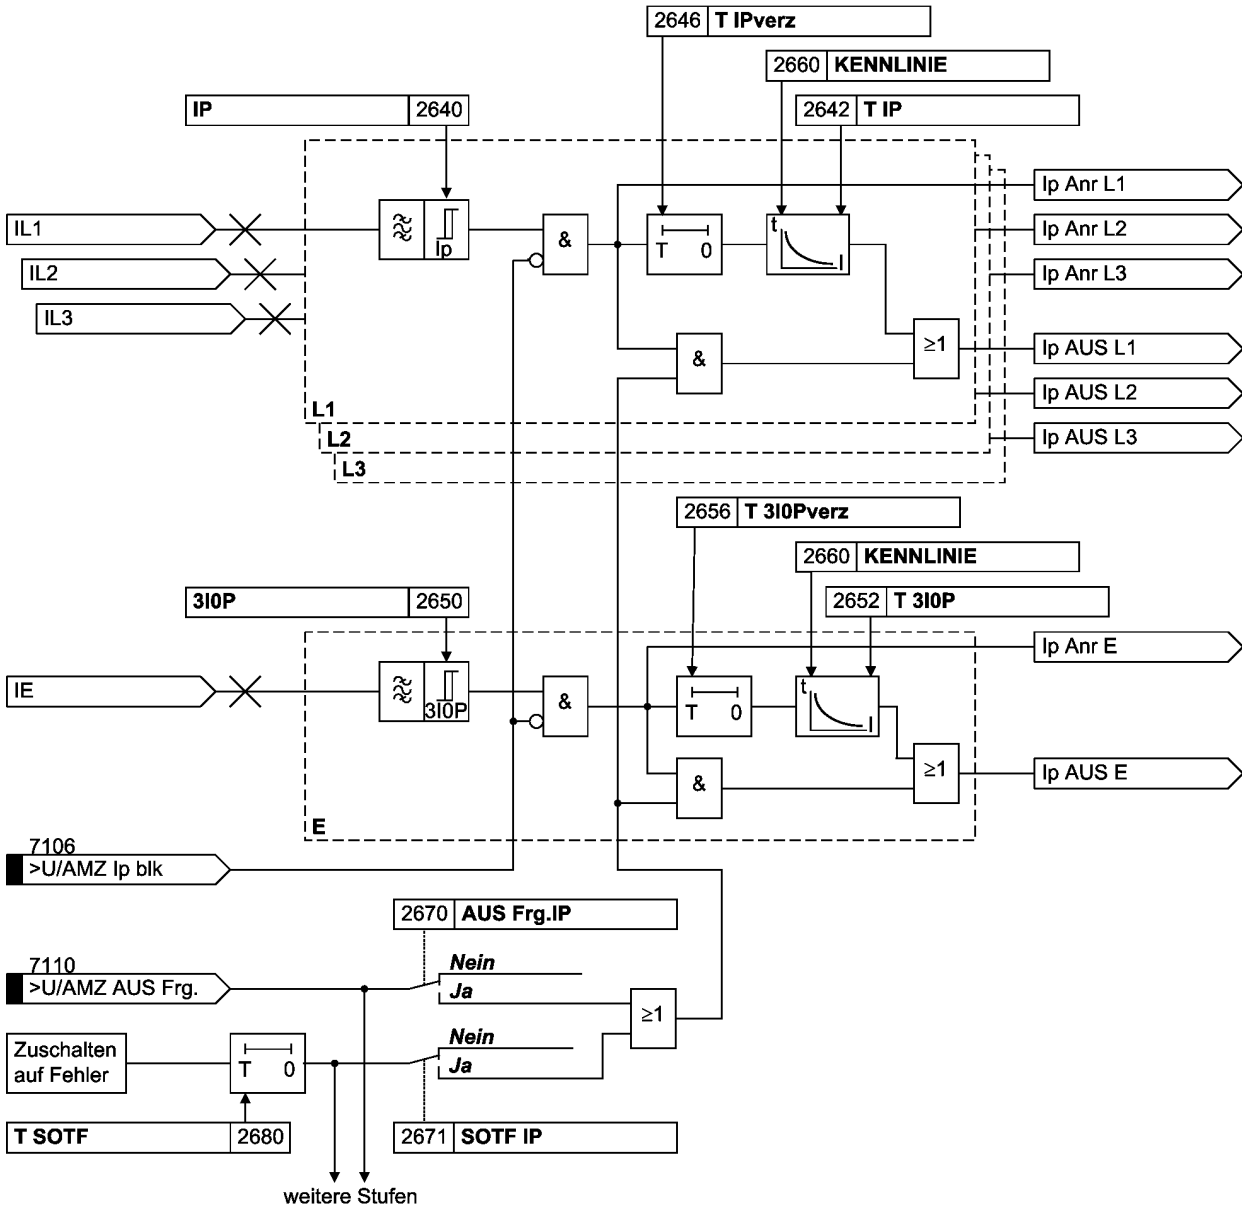 2646 T IPverz
2660 KENNLINIE
IP 2640
2642 T IP
Ip Anr L1
IL1
Ip
&
T 0
t
I
Ip Anr L2
IL2
Ip Anr L3
IL3
&
≥1
Ip AUS L1
Ip AUS L2
L1
L2
Ip AUS L3
L3
2656 T 3I0Pverz
2660 KENNLINIE
3I0P 2650
2652 T 3I0P
Ip Anr E
IE
3I0P
&
T 0
t
I
&
≥1
Ip AUS E
E
7106
>U/AMZ Ip blk
2670 AUS Frg.IP
7110
>U/AMZ AUS Frg.
Nein
Ja
≥1
Zuschalten
auf Fehler
T 0
Nein
Ja
T SOTF 2680
2671 SOTF IP
weitere Stufen